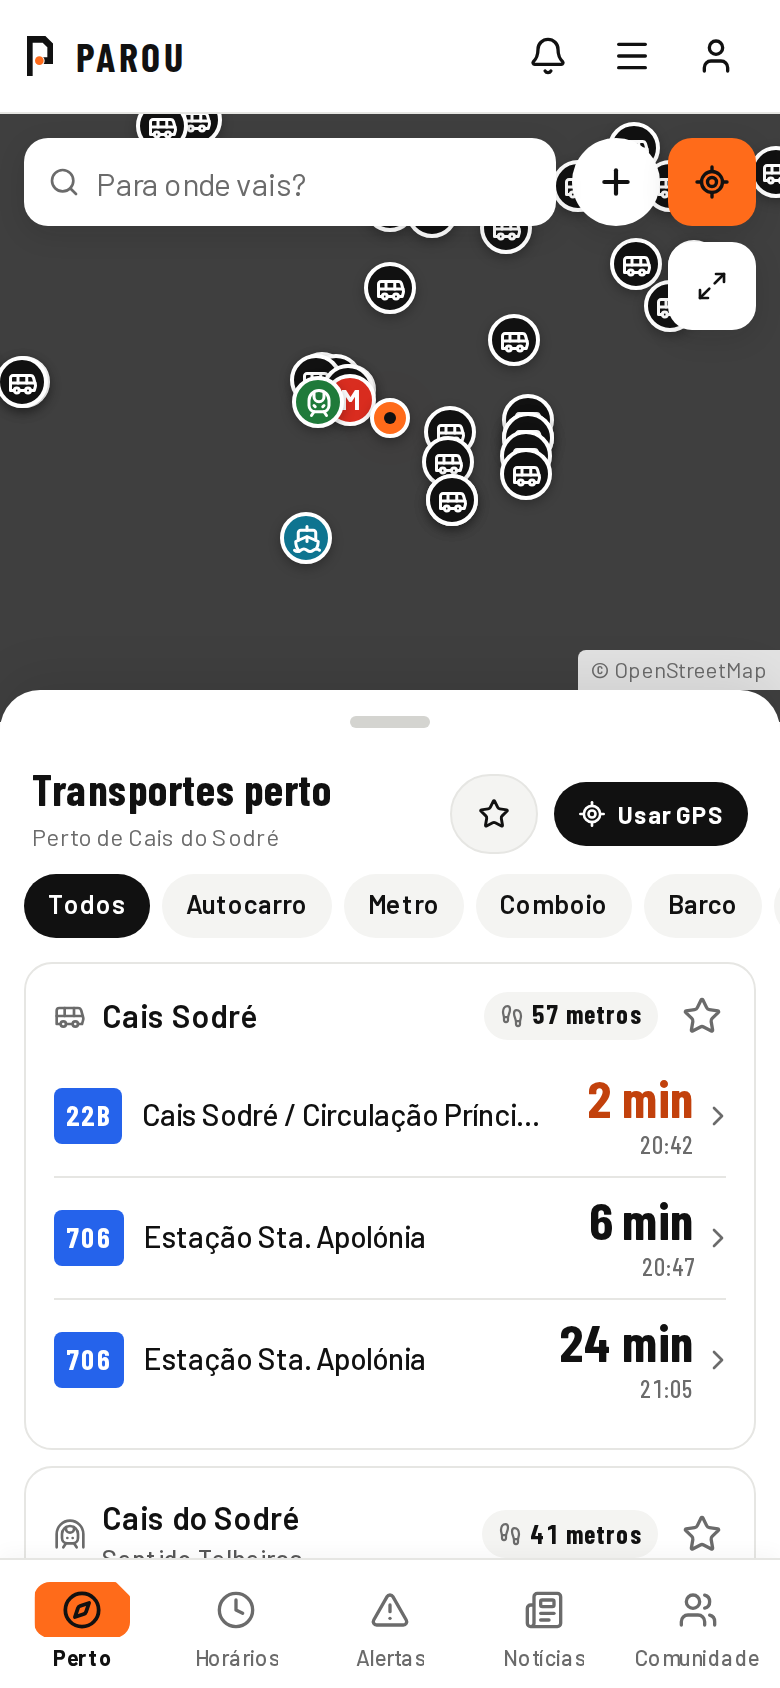 PAROU
Para onde vais?
M
© OpenStreetMap
Transportes perto
Perto de Cais do Sodré
Usar GPS
Todos
Autocarro
Metro
Comboio
Barco
Cais Sodré
57 metros
22B
Cais Sodré / Circulação Prínci...
2 min
20:42
706
Estação Sta. Apolónia
6 min
20:47
706
Estação Sta. Apolónia
24 min
21:05
Cais do Sodré
41 metros
Sentido Telheiras
Perto
Horários
Alertas
Notícias
Comunidade